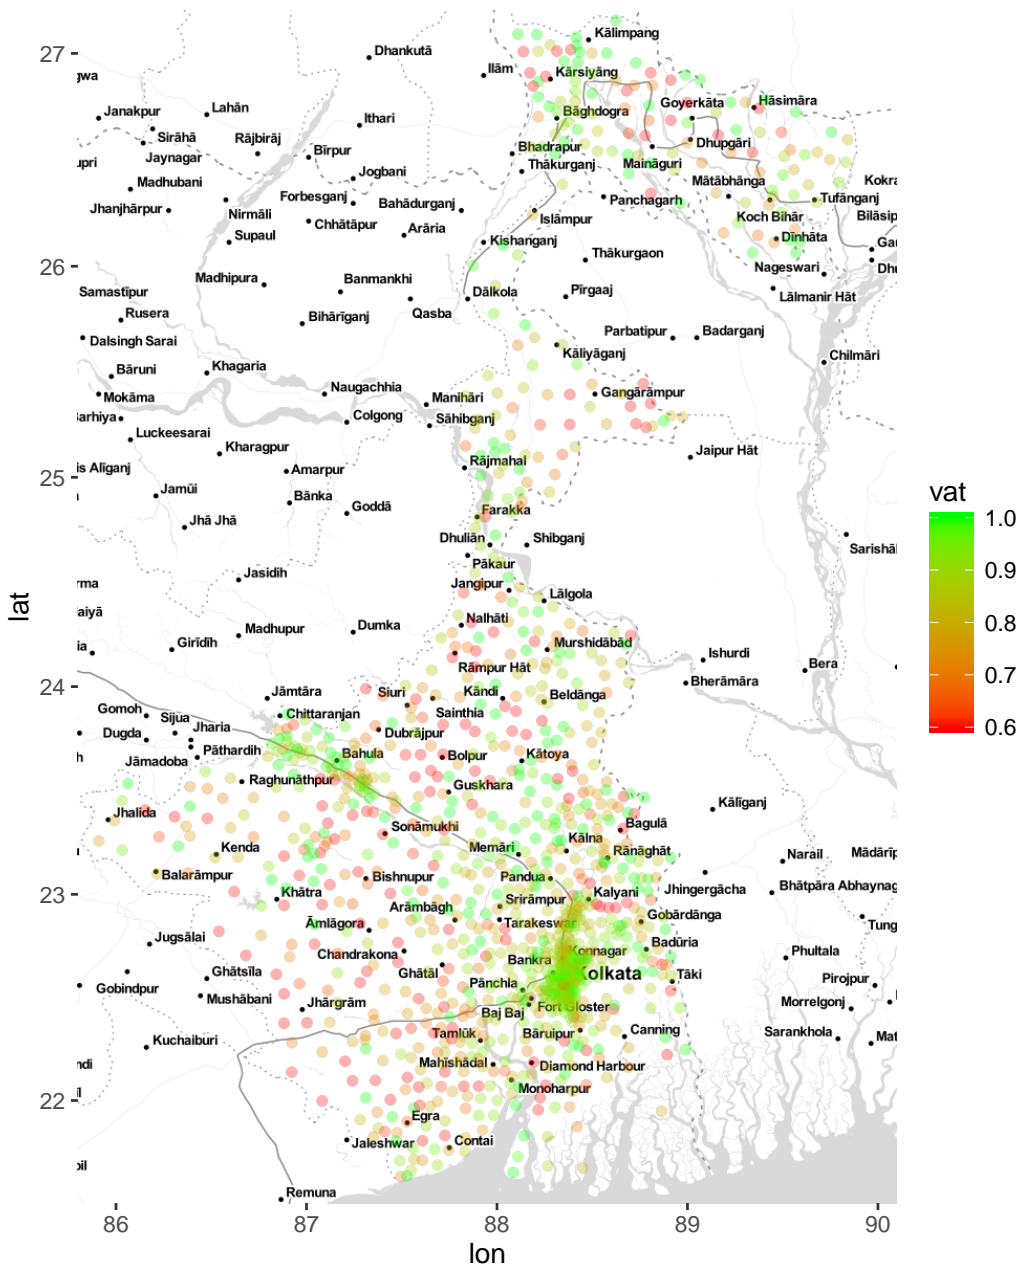 Kālimpang
27
Dhankutā
Ilām
Kārsiyāng
Janakpur
Lahān
Ithari
Bāghdogra
Goyerkāta
Hāsimāra
Sirāhā
Rājbirāj
Bīrpur
Jaynagar
Bhadrapur
Dhupgāri
Thākurganj
Maināguri
Jogbani
Madhubani
Mātābhānga
Forbesganj
Bahādurganj
Panchagarh
Tufānganj
Jhanjhārpur
Nirmāli
Chhātāpur
Arāria
Islāmpur
Koch Bihār
Supaul
Kishanganj
Dīnhāta
Thākurgaon
26
Madhipura
Banmankhi
Nageswari
Samastīpur
Qasba
Dālkola
Pīrgaaj
Lālmanir Hāt
Rusera
Bihārīganj
Parbatipur
Badarganj
Dalsingh Sarai
Kāliyāganj
Chilmāri
Bāruni
Khagaria
Naugachhia
Gangārāmpur
Mokāma
Manihāri
Colgong
Sāhibganj
Luckeesarai
Kharagpur
Jaipur Hāt
25
Amarpur
Rājmahal
Jamūi
Bānka
Goddā
Farakka
Jhā Jhā
Dhuliān
Shibganj
Pākaur
Jasidih
Jangipur
Lālgola
Madhupur
Dumka
Nalhāti
Girīdīh
Murshidābād
Ishurdi
Bera
Rāmpur Hāt
Bherāmāra
24
Jāmtāra
Siuri
Kāndi
Beldānga
Gomoh
Sijua
Chittaranjan
Sainthia
Dugda
Jharia
Dubrājpur
Pāthardih
Bahula
Bolpur
Kātoya
Jāmadoba
Raghunāthpur
Guskhara
Jhalida
Sonāmukhi
Bagulā
Kālīganj
Kenda
Memāri
Kālna
Rānāghāt
Narail
Balarāmpur
Bishnupur
Pandua
Jhingergācha
Bhātpāra Abhaynag
23
Khātra
Arāmbāgh
Srirāmpur
Kalyani
Āmlāgora
Tarakeswar
Gobārdānga
Jugsālai
Chandrakona
Konnagar
Badūria
Phultala
Bankra
Kolkata
Ghātsīla
Ghātāl
Pānchla
Tāki
Pirojpur
Gobindpur
Mushābani
Jhārgrām
Fort Gloster
Morrelgonj
Baj Baj
Kuchaiburi
Tamlūk
Bāruipur
Canning
Sarankhola
Mahīshādal
Diamond Harbour
22
Monoharpur
Egra
Jaleshwar
Contai
Remuna
86
87
88
89
90
lon
lat
vat
1.0
0.9
0.8
0.7
0.6